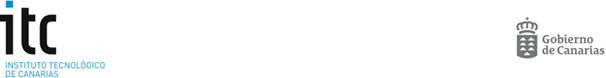 itc
INSTITUTO TECNOLÓGICO
DE CANARIAS
Gobierno
de Canarias